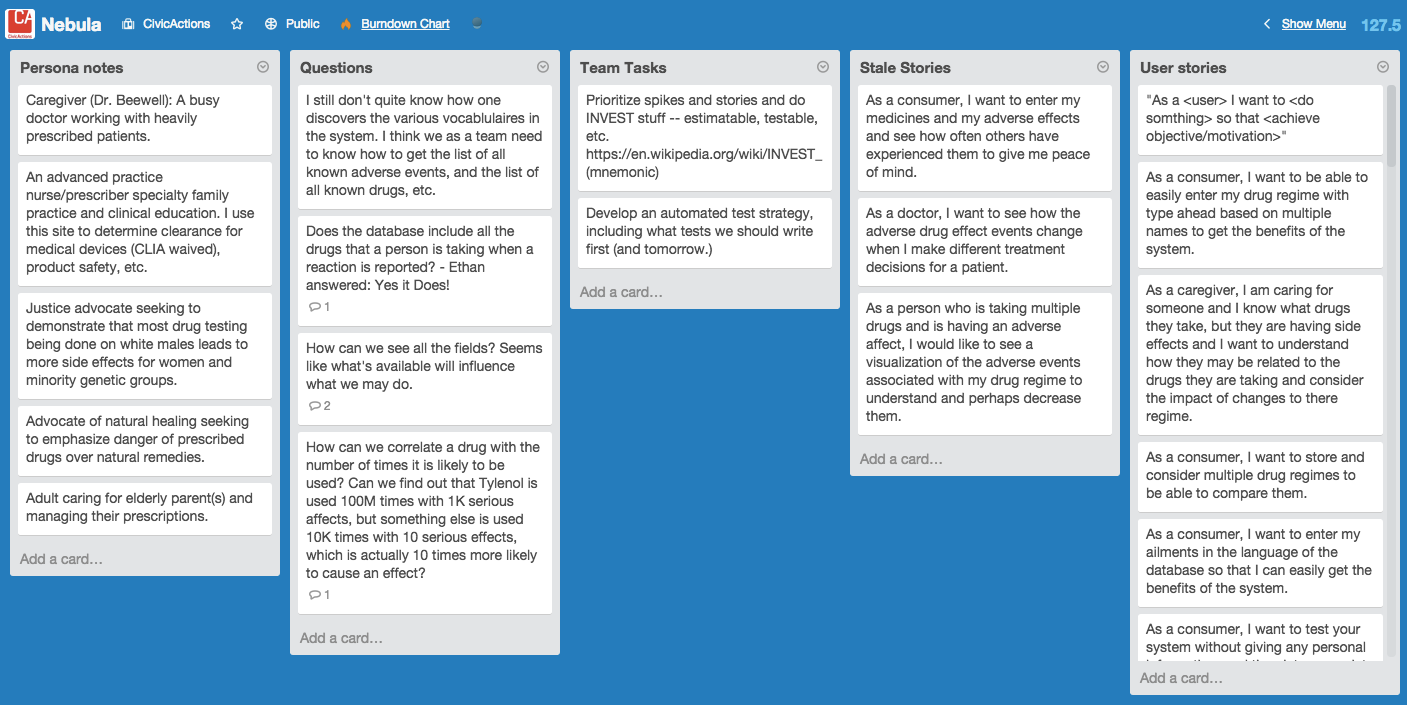 CA
CivicActions
Nebula
CivicActions
Public
Burndown Chart
Show Menu
127.5
Persona notes
Caregiver (Dr. Beewell): A busy
doctor working with heavily
prescribed patients.
An advanced practice
nurse/prescriber specialty family
practice and clinical education. I use
this site to determine clearance for
medical devices (CLIA waived),
product safety, etc.
Justice advocate seeking to
demonstrate that most drug testing
being done on white males leads to
more side effects for women and
minority genetic groups.
Advocate of natural healing seeking
to emphasize danger of prescribed
drugs over natural remedies.
Adult caring for elderly parent(s) and
managing their prescriptions.
Add a card…
Questions
I still don't quite know how one
discovers the various vocablulaires in
the system. I think we as a team need
to know how to get the list of all
known adverse events, and the list of
all known drugs, etc.
Does the database include all the
drugs that a person is taking when a
reaction is reported? - Ethan
answered: Yes it Does!
1
How can we see all the fields? Seems
like what's available will influence
what we may do.
2
How can we correlate a drug with the
number of times it is likely to be
used? Can we find out that Tylenol is
used 100M times with 1K serious
affects, but something else is used
10K times with 10 serious effects,
which is actually 10 times more likely
to cause an effect?
1
Add a card…
Team Tasks
Prioritize spikes and stories and do
INVEST stuff -- estimatable, testable,
etc.
https://en.wikipedia.org/wiki/INVEST_
(mnemonic)
Develop an automated test strategy,
including what tests we should write
first (and tomorrow.)
Add a card…
Stale Stories
As a consumer, I want to enter my
medicines and my adverse effects
and see how often others have
experienced them to give me peace
of mind.
As a doctor, I want to see how the
adverse drug effect events change
when I make different treatment
decisions for a patient.
As a person who is taking multiple
drugs and is having an adverse
affect, I would like to see a
visualization of the adverse events
associated with my drug regime to
understand and perhaps decrease
them.
Add a card…
User stories
"As a <user> I want to <do
somthing> so that <achieve
objective/motivation>"
As a consumer, I want to be able to
easily enter my drug regime with
type ahead based on multiple
names to get the benefits of the
system.
As a caregiver, I am caring for
someone and I know what drugs
they take, but they are having side
effects and I want to understand
how they may be related to the
drugs they are taking and consider
the impact of changes to there
regime.
As a consumer, I want to store and
consider multiple drug regimes to
be able to compare them.
As a consumer, I want to enter my
ailments in the language of the
database so that I can easily get the
benefits of the system.
As a consumer, I want to test your
system without giving any personal
Add a card…